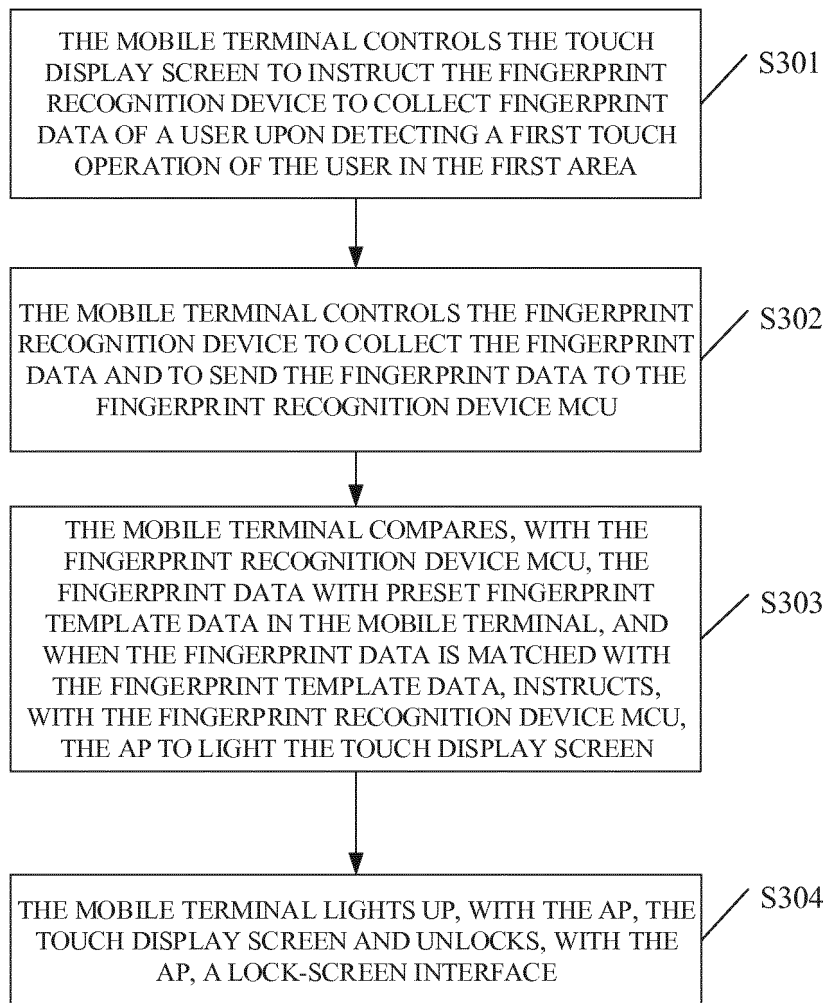 THE MOBILE TERMINAL CONTROLS THE TOUCH
DISPLAY SCREEN TO INSTRUCT THE FINGERPRINT
RECOGNITION DEVICE TO COLLECT FINGERPRINT
DATA OF A USER UPON DETECTING A FIRST TOUCH
OPERATION OF THE USER IN THE FIRST AREA
S301
THE MOBILE TERMINAL CONTROLS THE FINGERPRINT
RECOGNITION DEVICE TO COLLECT THE FINGERPRINT
DATA AND TO SEND THE FINGERPRINT DATA TO THE
FINGERPRINT RECOGNITION DEVICE MCU
S302
THE MOBILE TERMINAL COMPARES, WITH THE
FINGERPRINT RECOGNITION DEVICE MCU, THE
FINGERPRINT DATA WITH PRESET FINGERPRINT
TEMPLATE DATA IN THE MOBILE TERMINAL, AND
WHEN THE FINGERPRINT DATA IS MATCHED WITH
THE FINGERPRINT TEMPLATE DATA, INSTRUCTS,
WITH THE FINGERPRINT RECOGNITION DEVICE MCU,
THE AP TO LIGHT THE TOUCH DISPLAY SCREEN
S303
THE MOBILE TERMINAL LIGHTS UP, WITH THE AP, THE
TOUCH DISPLAY SCREEN AND UNLOCKS, WITH THE
AP, A LOCK-SCREEN INTERFACE
S304